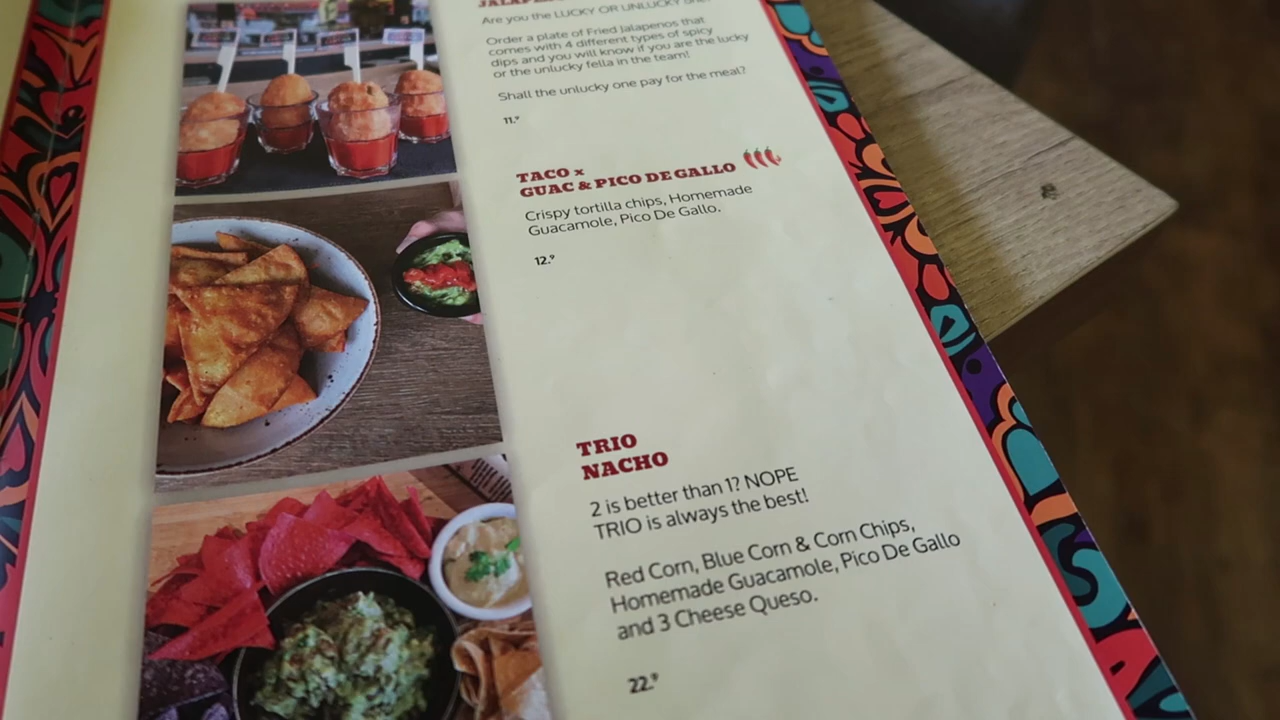 Are you the LUCKY OR UNLUCKY one?
Order a plate of Fried Jalapenos that
comes with 4 different types of spicy
dips and you will know if you are the lucky
or the unlucky fella in the team!
Shall the unlucky one pay for the meal?
11.⁹
TACO x
GUAC & PICO DE GALLO
Crispy tortilla chips, Homemade
Guacamole, Pico De Gallo.
12.⁹
TRIO
NACHO
2 is better than 1? NOPE
TRIO is always the best!
Red Corn, Blue Corn & Corn Chips,
Homemade Guacamole, Pico De Gallo
and 3 Cheese Queso.
22.⁹